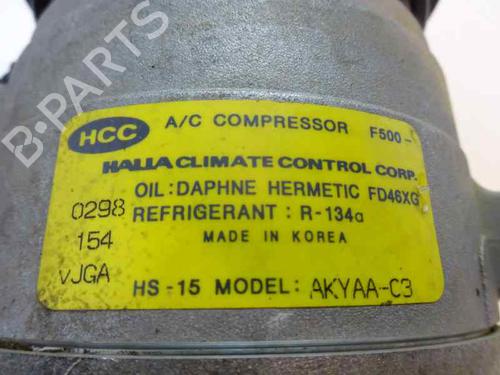 HCC A/C COMPRESSOR F500-
HALLA CLIMATE CONTROL CORP.
OIL: DAPHNE HERMETIC FD46XG
0298 REFRIGERANT : R-134a
154 MADE IN KOREA
vJGA HS-15 MODEL: AKYAA-C3
B-PARTS